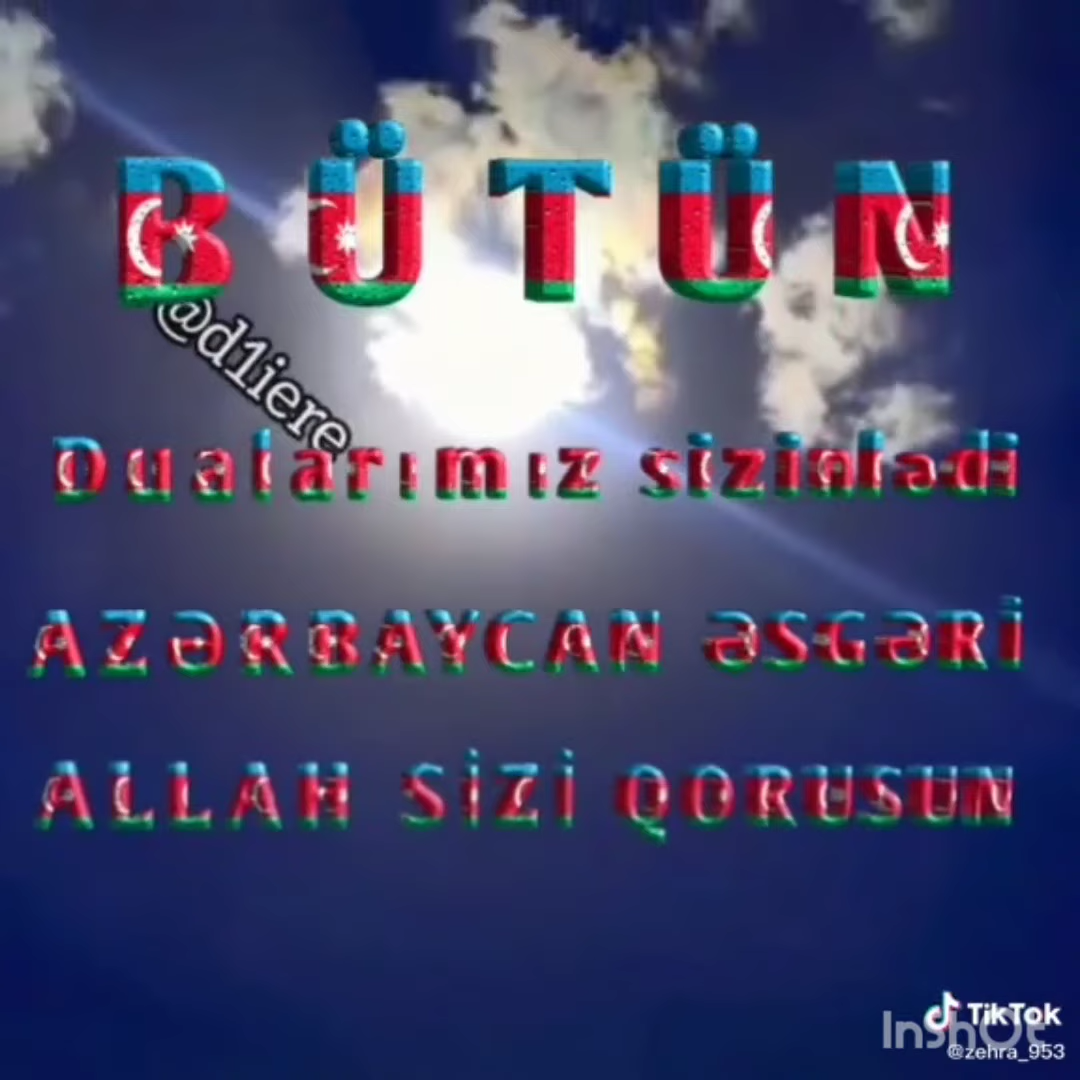 BÜTÜN
@d1iere
Dualarımız sizinlədi
AZƏRBAYCAN ƏSGƏRİ
ALLAH SİZİ QORUSUN
TikTok
InShOt
@zehra_953